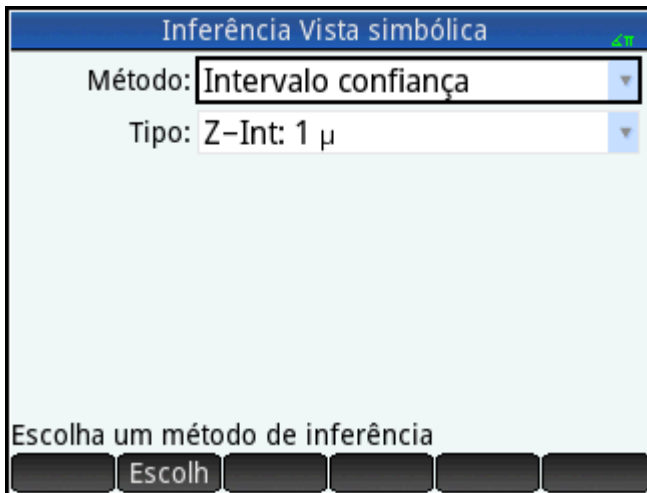 Inferência Vista simbólica
∡π
Método: Intervalo confiança
Tipo: Z-Int: 1 μ
Escolha um método de inferência
Escolh